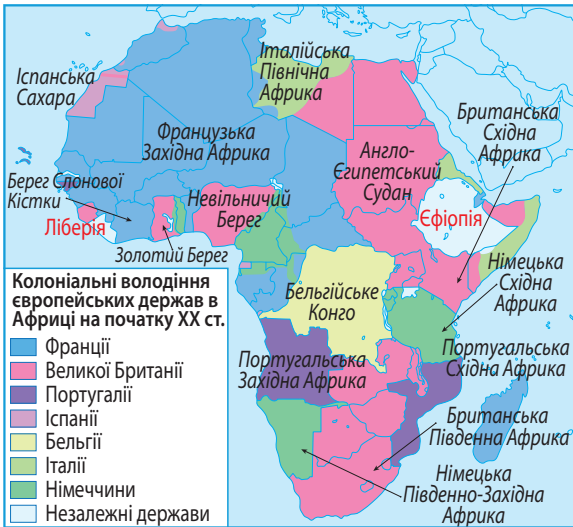 Італійська
Північна
Африка
Іспанська
Сахара
Британська
Східна
Африка
Французька
Західна Африка
Англо-
Єгипетський
Судан
Берег Слонової
Кістки
Невільничий
Берег
Ліберія
Єфіопія
Золотий Берег
Німецька
Східна
Африка
Колоніальні володіння
європейських держав в
Африці на початку XX ст.
Франції
Великої Британії
Португалії
Іспанії
Бельгії
Італії
Німеччини
Незалежні держави
Бельгійське
Конго
Португальська
Західна Африка
Португальська
Східна Африка
Британська
Південна Африка
Німецька
Південно-Західна
Африка